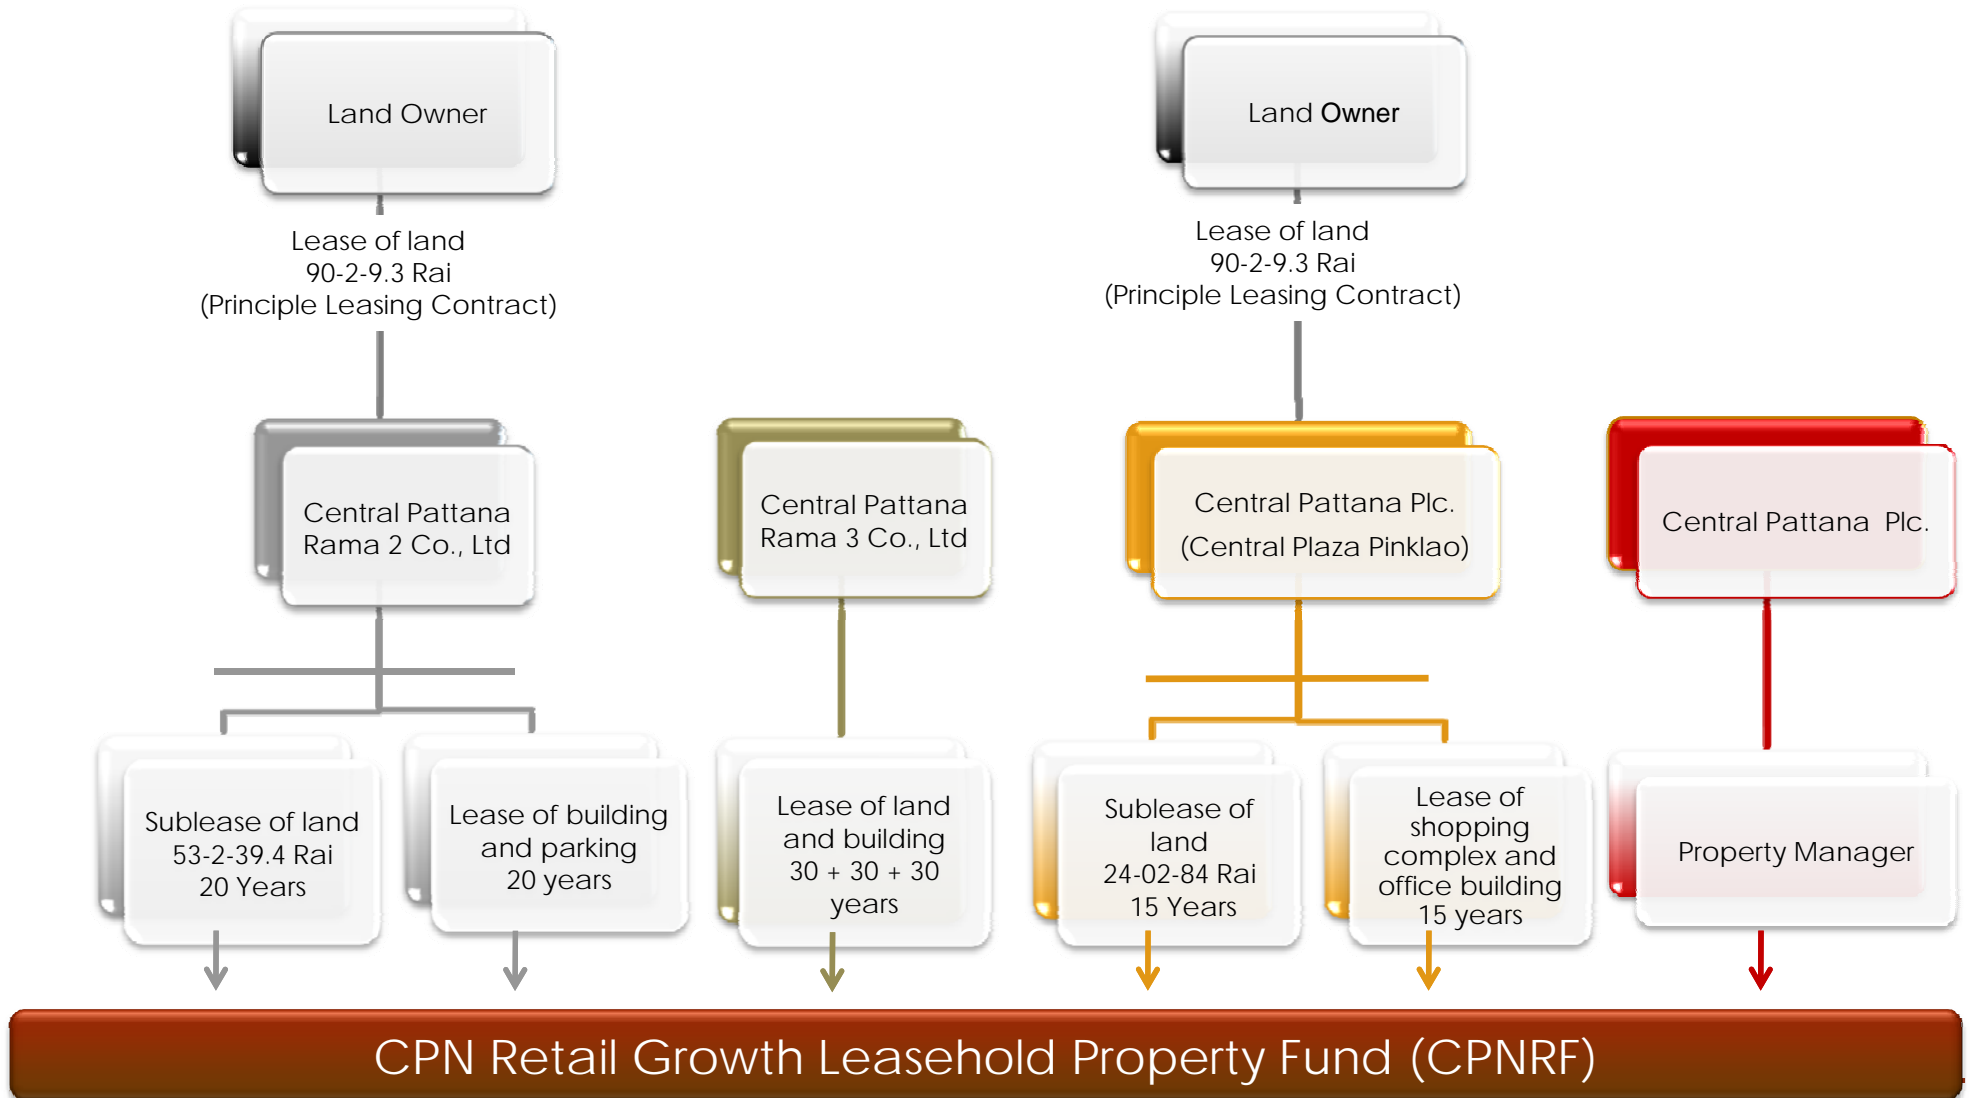 Land Owner
Land Owner
Lease of land
90-2-9.3 Rai
(Principle Leasing Contract)
Lease of land
90-2-9.3 Rai
(Principle Leasing Contract)
Central Pattana
Rama 2 Co., Ltd
Central Pattana
Rama 3 Co., Ltd
Central Pattana Plc.
(Central Plaza Pinklao)
Central Pattana Plc.
Sublease of land
53-2-39.4 Rai
20 Years
Lease of building
and parking
20 years
Lease of land
and building
30 + 30 + 30
years
Sublease of
land
24-02-84 Rai
15 Years
Lease of
shopping
complex and
office building
15 years
Property Manager
CPN Retail Growth Leasehold Property Fund (CPNRF)